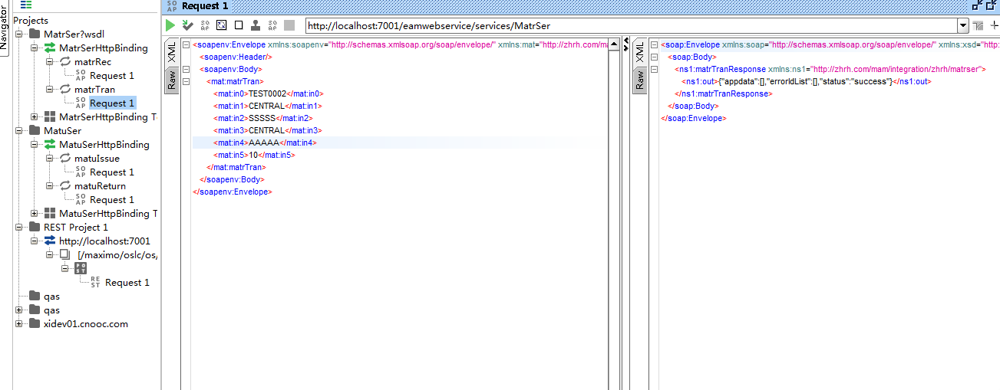 Navigator
Projects
MatrSer?wsdl
MatrSerHttpBinding
matrRec
SO AP Request 1
matrTran
SO AP Request 1
MatrSerHttpBinding T
MatuSer
MatuSerHttpBinding
matuIssue
SO AP Request 1
matuReturn
SO AP Request 1
MatuSerHttpBinding T
REST Project 1
http://localhost:7001
[/maximo/oslc/os/
POST
RE ST Request 1
qas
qas
xidev01.cnooc.com
SO AP Request 1
http://localhost:7001/eamwebservice/services/MatrSer
XML
Raw
<soapenv:Envelope xmlns:soapenv="http://schemas.xmlsoap.org/soap/envelope/" xmlns:mat="http://zhrh.com/ma
<soapenv:Header/>
<soapenv:Body>
<mat:matrTran>
<mat:in0>TEST0002</mat:in0>
<mat:in1>CENTRAL</mat:in1>
<mat:in2>SSSSS</mat:in2>
<mat:in3>CENTRAL</mat:in3>
<mat:in4>AAAAA</mat:in4>
<mat:in5>10</mat:in5>
</mat:matrTran>
</soapenv:Body>
</soapenv:Envelope>
XML
Raw
<soap:Envelope xmlns:soap="http://schemas.xmlsoap.org/soap/envelope/" xmlns:xsd="http:
<soap:Body>
<ns1:matrTranResponse xmlns:ns1="http://zhrh.com/mam/integration/zhrh/matrser">
<ns1:out>{"appdata":[],"errorldList":[],"status":"success"}</ns1:out>
</ns1:matrTranResponse>
</soap:Body>
</soap:Envelope>